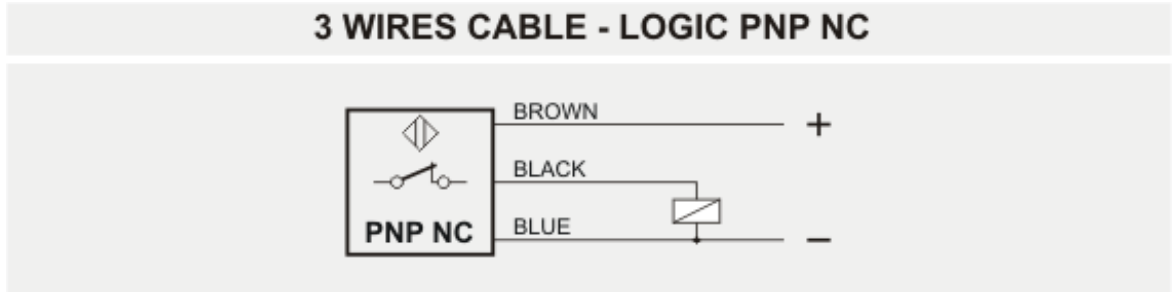 3 WIRES CABLE - LOGIC PNP NC
BROWN
+
BLACK
PNP NC
BLUE
−